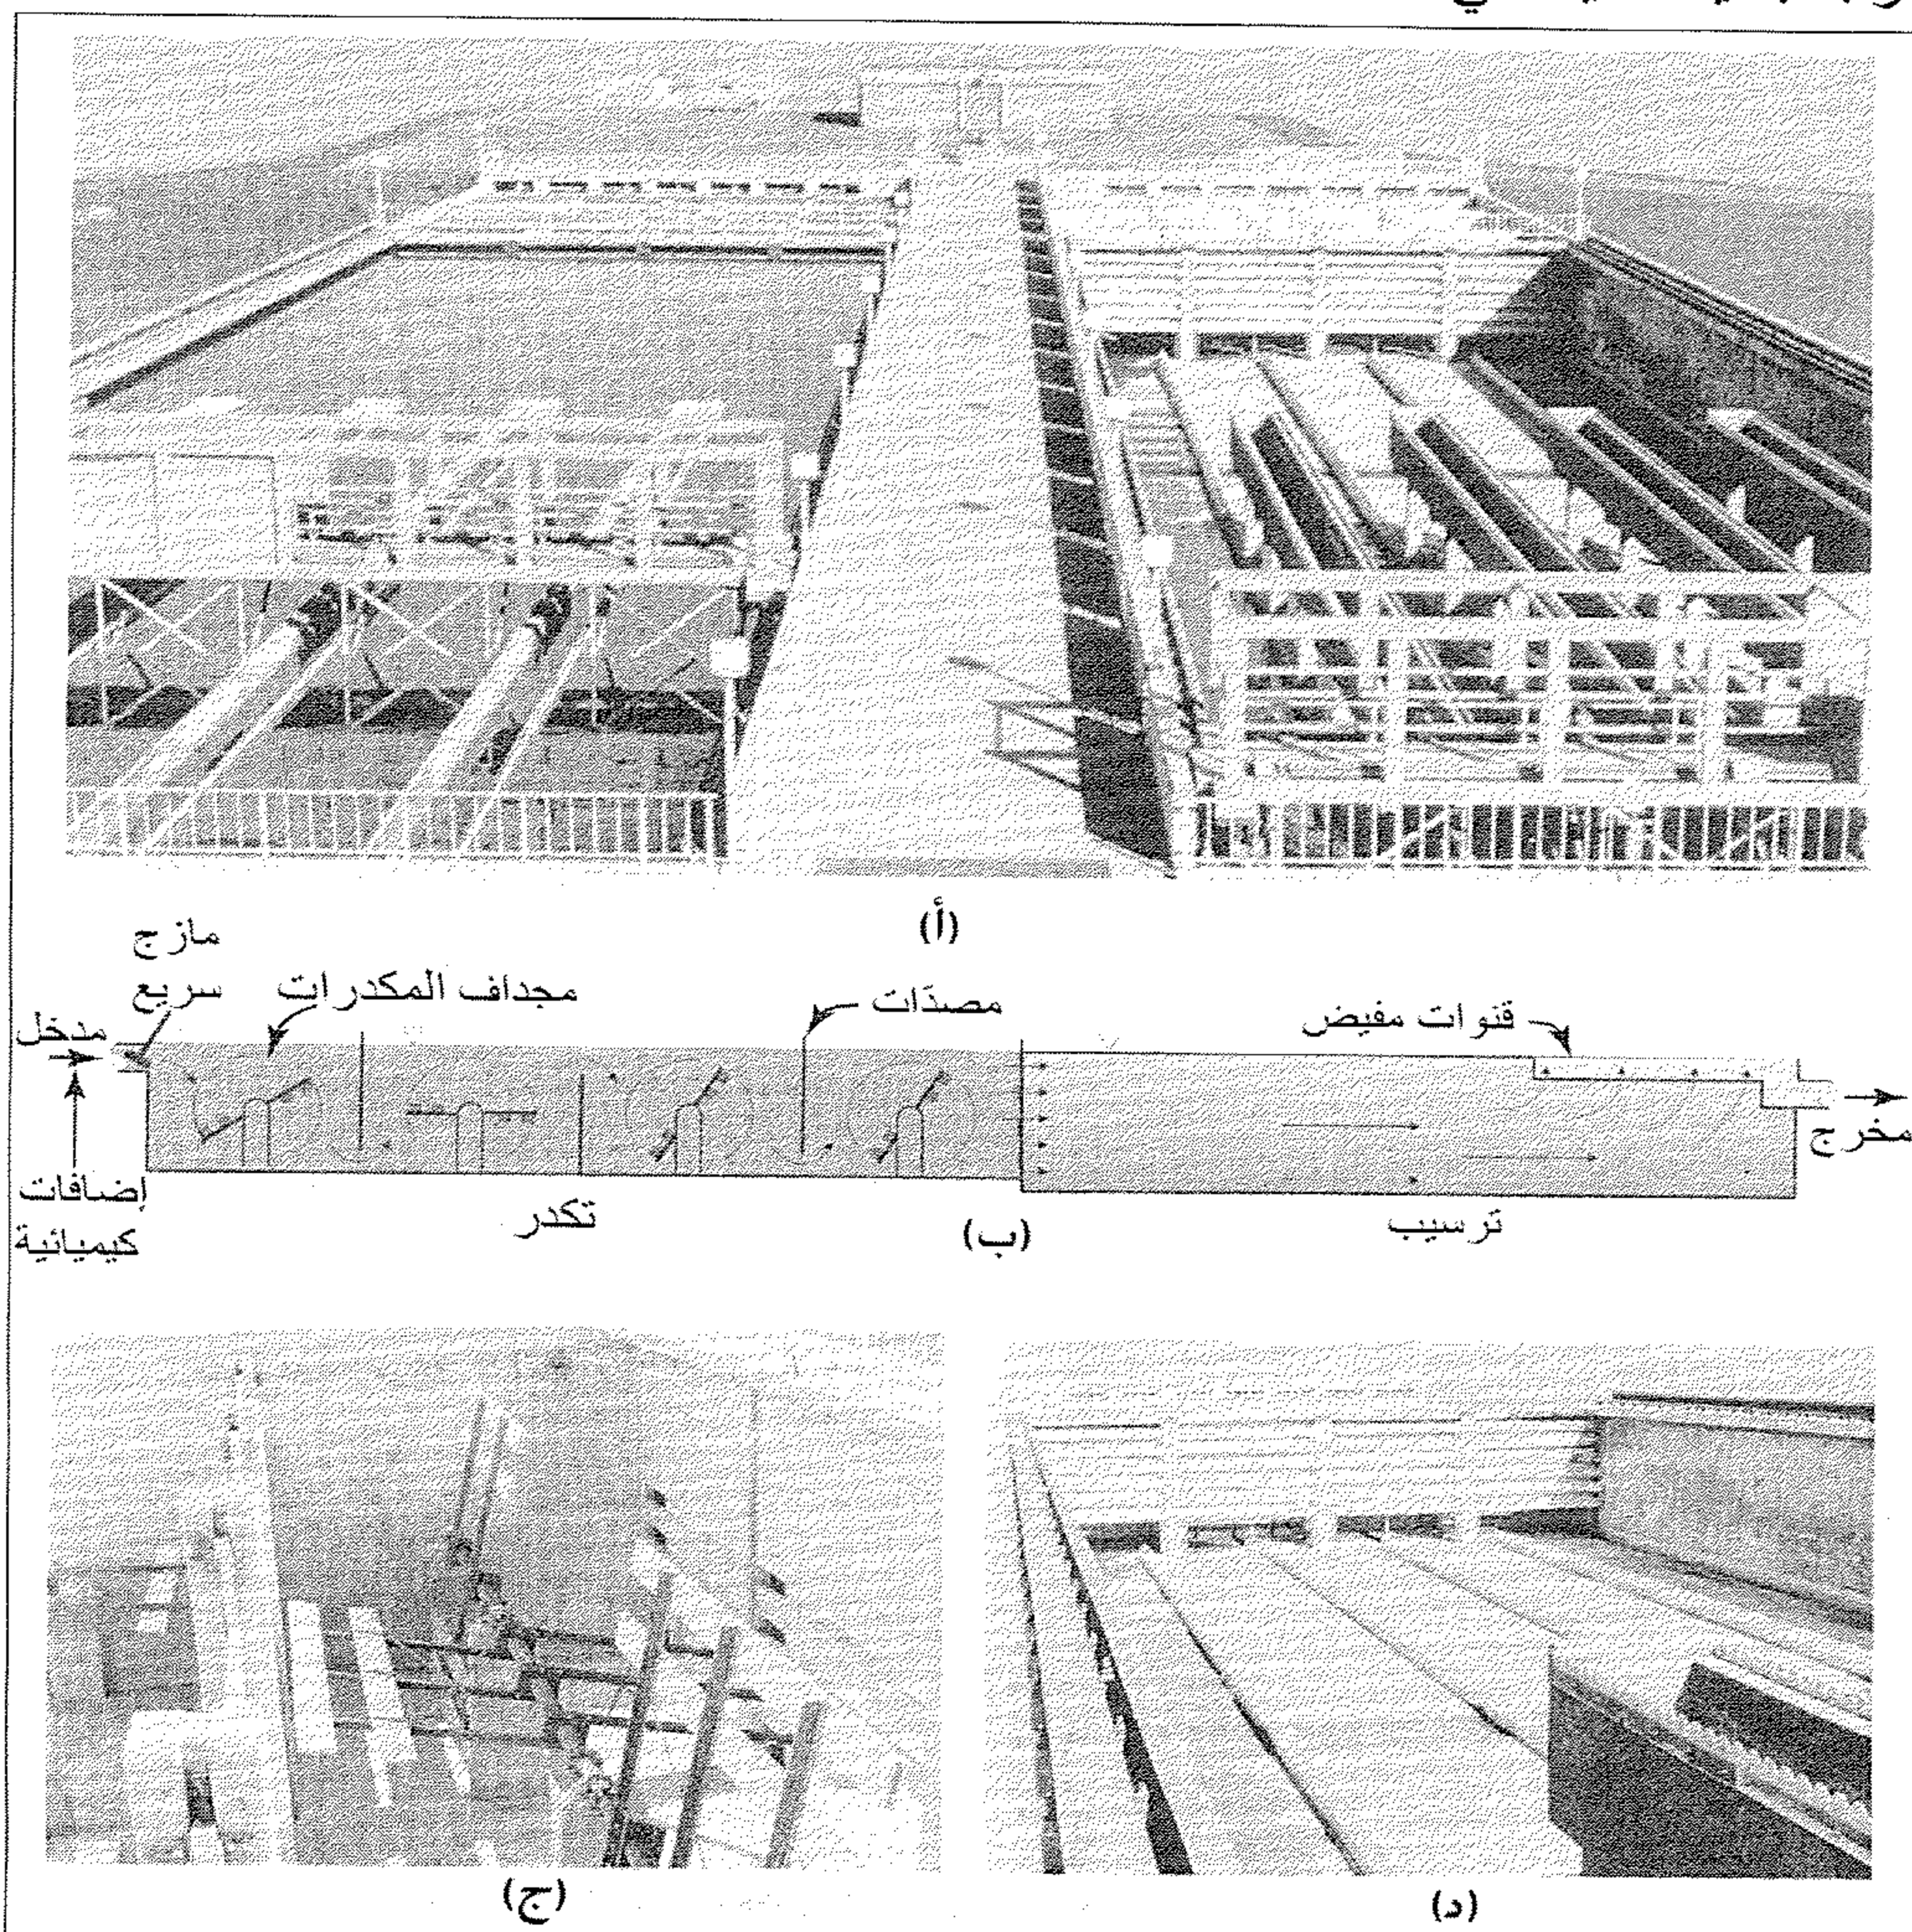 (أ)
مازج
سريع
مجداف المكدرات
مصدّات
قنوات مفيض
مدخل
مخرج
إضافات
كيميائية
تكدر
(ب)
ترسيب
(ج)
(د)